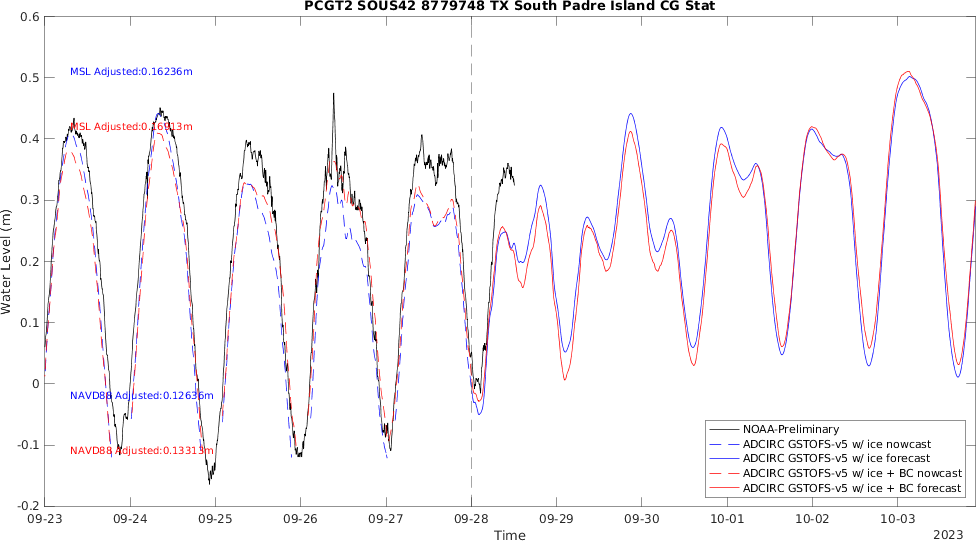 PCGT2 SOUS42 8779748 TX South Padre Island CG Stat
0.6
0.5
0.4
0.3
0.2
0.1
0
-0.1
-0.2
Water Level (m)
MSL Adjusted:0.16236m
MSL Adjusted:0.16913m
NAVD88 Adjusted:0.12636m
NAVD88 Adjusted:0.13313m
NOAA-Preliminary
ADCIRC GSTOFS-v5 w/ ice nowcast
ADCIRC GSTOFS-v5 w/ ice forecast
ADCIRC GSTOFS-v5 w/ ice + BC nowcast
ADCIRC GSTOFS-v5 w/ ice + BC forecast
09-23 09-24 09-25 09-26 09-27 09-28 09-29 09-30 10-01 10-02 10-03
Time
2023